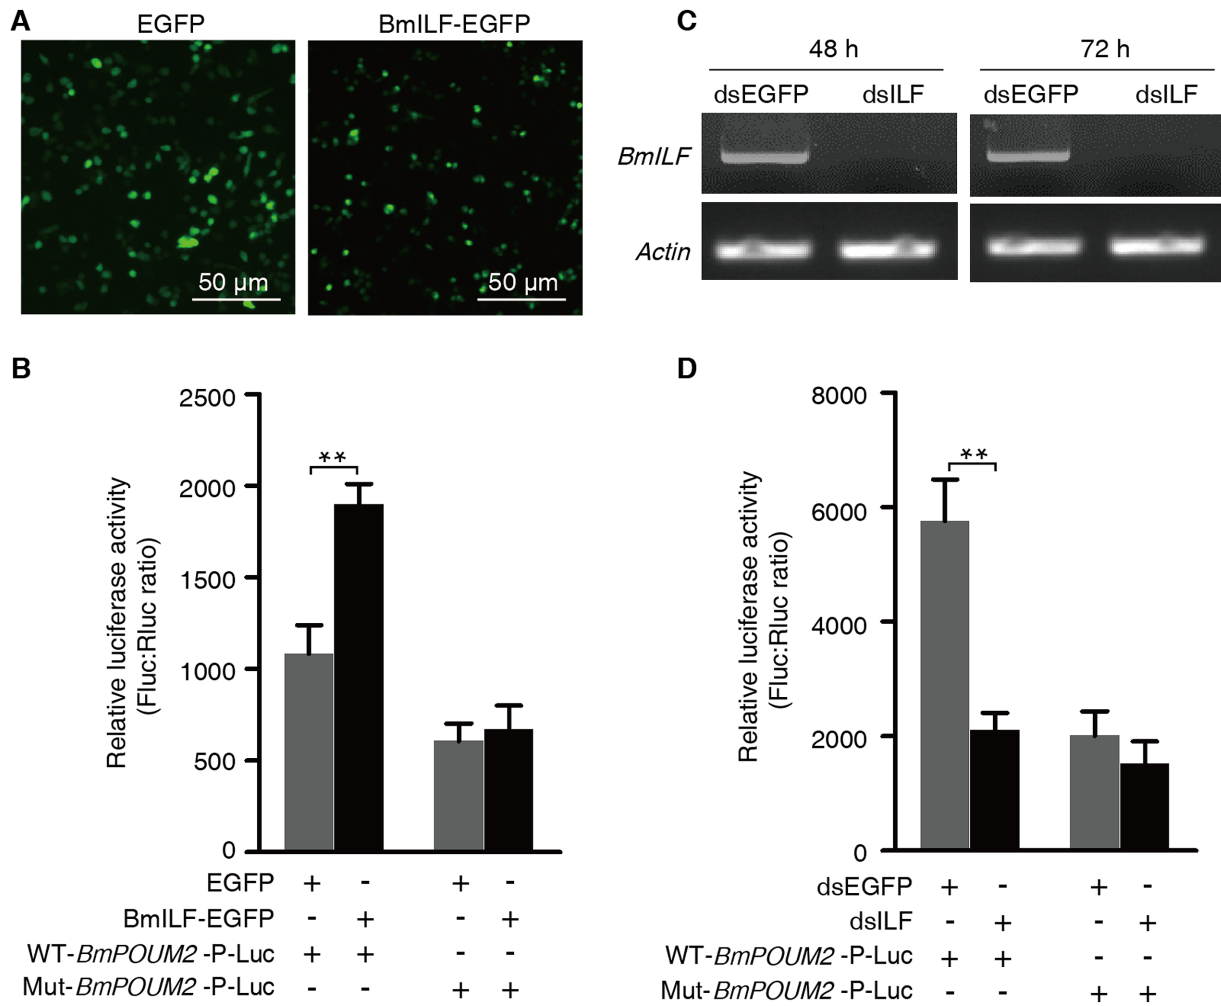 A
EGFP
BmILF-EGFP
50 µm
50 µm
C
48 h
72 h
dsEGFP
dsILF
dsEGFP
dsILF
BmILF
Actin
B
Relative luciferase activity
(Fluc:Rluc ratio)
2500
2000
1500
1000
500
0
**
EGFP + - + -
BmILF-EGFP - + - +
WT-BmPOUM2 -P-Luc + + - -
Mut-BmPOUM2 -P-Luc - - + +
D
Relative luciferase activity
(Fluc:Rluc ratio)
8000
6000
4000
2000
0
**
dsEGFP + - + -
dsILF - + - +
WT-BmPOUM2 -P-Luc + + - -
Mut-BmPOUM2 -P-Luc - - + +